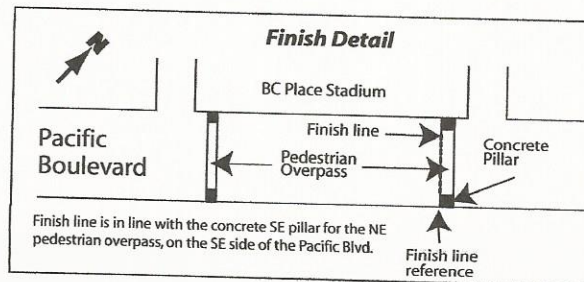 Finish Detail
N
BC Place Stadium
Finish line
Pacific
Boulevard
Pedestrian
Overpass
Concrete
Pillar
Finish line is in line with the concrete SE pillar for the NE
pedestrian overpass, on the SE side of the Pacific Blvd.
Finish line
reference